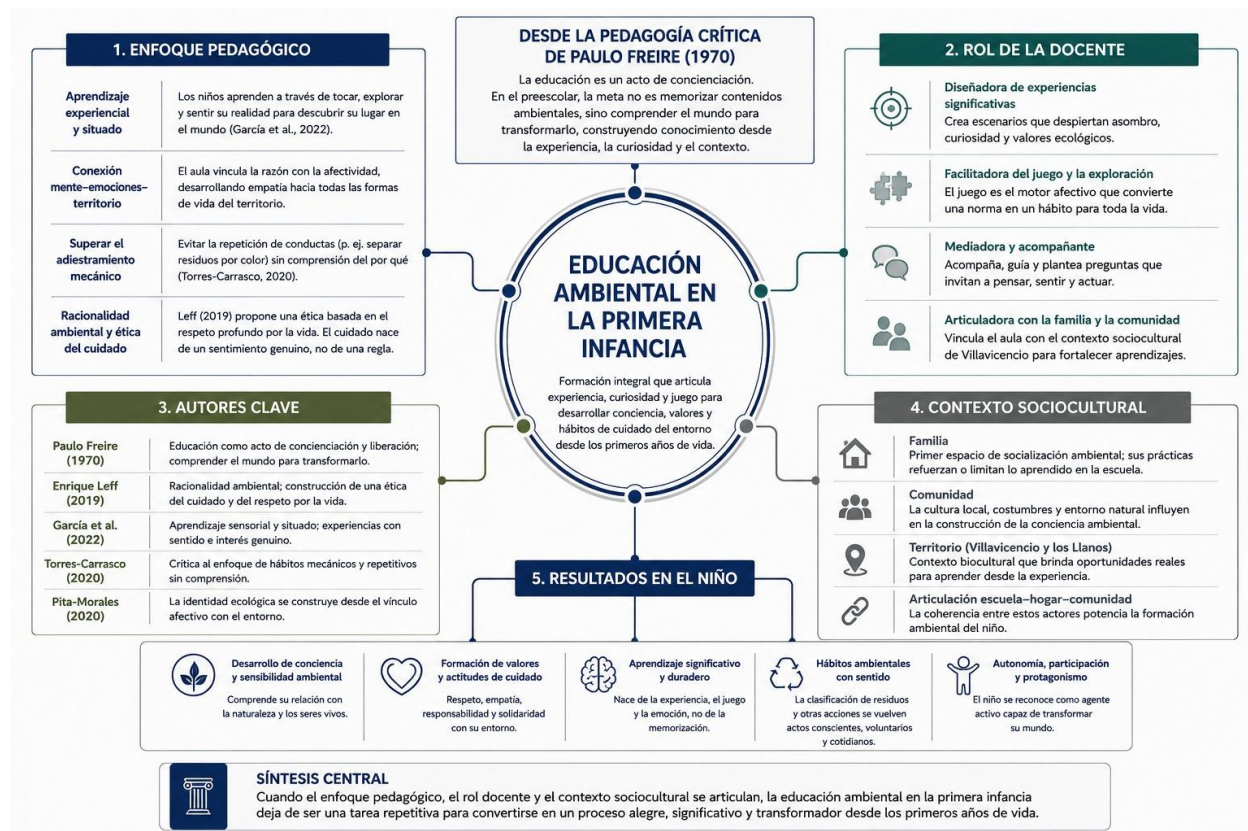 DESDE LA PEDAGOGÍA CRÍTICA
DE PAULO FREIRE (1970)
La educación es un acto de concienciación.
En el preescolar, la meta no es memorizar contenidos
ambientales, sino comprender el mundo para
transformarlo, construyendo conocimiento desde
la experiencia, la curiosidad y el contexto.
EDUCACIÓN
AMBIENTAL EN
LA PRIMERA
INFANCIA
Formación integral que articula
experiencia, curiosidad y juego para
desarrollar conciencia, valores y
hábitos de cuidado del entorno
desde los primeros años de vida.
1. ENFOQUE PEDAGÓGICO
Aprendizaje
experiencial
y situado
Los niños aprenden a través de tocar, explorar
y sentir su realidad para descubrir su lugar en
el mundo (García et al., 2022).
Conexión
mente–emociones–
territorio
El aula vincula la razón con la afectividad,
desarrollando empatía hacia todas las formas
de vida del territorio.
Superar el
adiestramiento
mecánico
Evitar la repetición de conductas (p. ej. separar
residuos por color) sin comprensión del por qué
(Torres-Carrasco, 2020).
Racionalidad
ambiental y ética
del cuidado
Leff (2019) propone una ética basada en el
respeto profundo por la vida. El cuidado nace
de un sentimiento genuino, no de una regla.
2. ROL DE LA DOCENTE
Diseñadora de experiencias
significativas
Crea escenarios que despiertan asombro,
curiosidad y valores ecológicos.
Facilitadora del juego y la exploración
El juego es el motor afectivo que convierte
una norma en un hábito para toda la vida.
Mediadora y acompañante
Acompaña, guía y plantea preguntas que
invitan a pensar, sentir y actuar.
Articuladora con la familia y la comunidad
Vincula el aula con el contexto sociocultural
de Villavicencio para fortalecer aprendizajes.
3. AUTORES CLAVE
Paulo Freire
(1970)
Educación como acto de concienciación y liberación;
comprender el mundo para transformarlo.
Enrique Leff
(2019)
Racionalidad ambiental; construcción de una ética
del cuidado y del respeto por la vida.
García et al.
(2022)
Aprendizaje sensorial y situado; experiencias con
sentido e interés genuino.
Torres-Carrasco
(2020)
Crítica al enfoque de hábitos mecánicos y repetitivos
sin comprensión.
Pita-Morales
(2020)
La identidad ecológica se construye desde el vínculo
afectivo con el entorno.
4. CONTEXTO SOCIOCULTURAL
Familia
Primer espacio de socialización ambiental; sus prácticas
refuerzan o limitan lo aprendido en la escuela.
Comunidad
La cultura local, costumbres y entorno natural influyen
en la construcción de la conciencia ambiental.
Territorio (Villavicencio y los Llanos)
Contexto biocultural que brinda oportunidades reales
para aprender desde la experiencia.
Articulación escuela–hogar–comunidad
La coherencia entre estos actores potencia la formación
ambiental del niño.
5. RESULTADOS EN EL NIÑO
Desarrollo de conciencia
y sensibilidad ambiental
Comprende su relación con
la naturaleza y los seres vivos.
Formación de valores
y actitudes de cuidado
Respeto, empatía,
responsabilidad y solidaridad
con su entorno.
Aprendizaje significativo
y duradero
Nace de la experiencia, el juego
y la emoción, no de la
memorización.
Hábitos ambientales
con sentido
La clasificación de residuos
y otras acciones se vuelven
actos conscientes, voluntarios
y cotidianos.
Autonomía, participación
y protagonismo
El niño se reconoce como agente
activo capaz de transformar
su mundo.
SÍNTESIS CENTRAL
Cuando el enfoque pedagógico, el rol docente y el contexto sociocultural se articulan, la educación ambiental en la primera infancia
deja de ser una tarea repetitiva para convertirse en un proceso alegre, significativo y transformador desde los primeros años de vida.